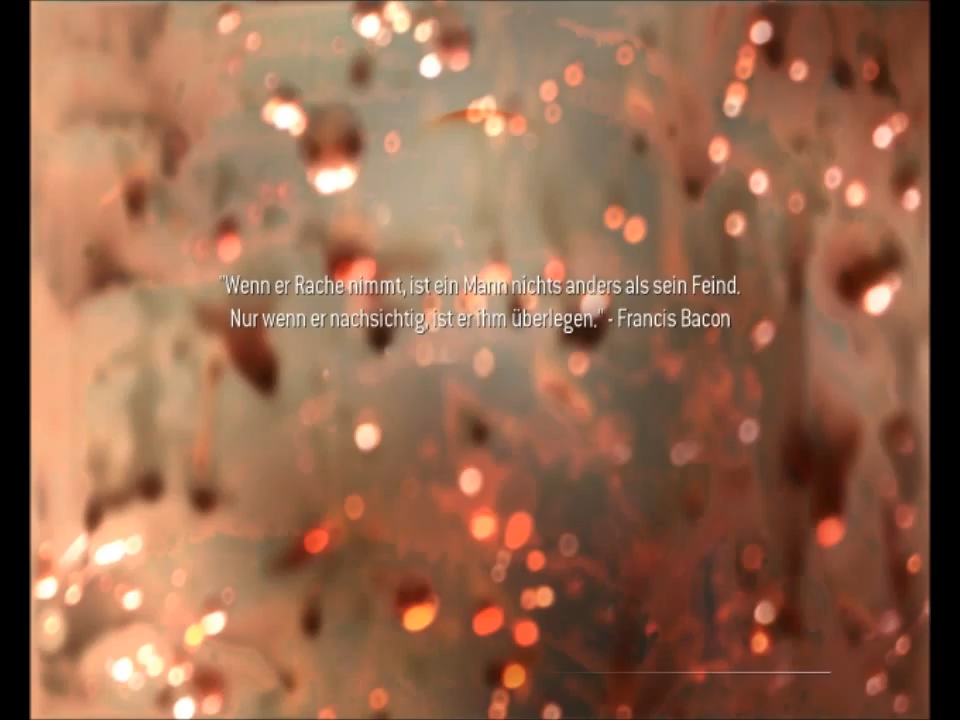 "Wenn er Rache nimmt, ist ein Mann nichts anders als sein Feind.
Nur wenn er nachsichtig, ist er ihm überlegen." - Francis Bacon